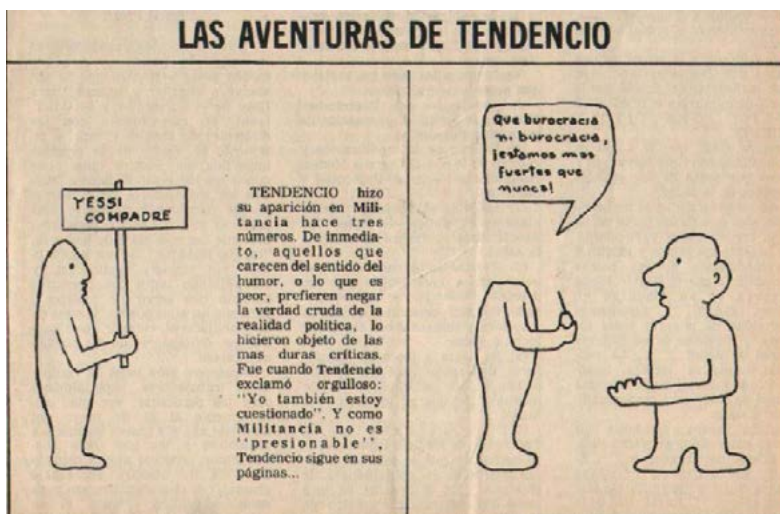 LAS AVENTURAS DE TENDENCIO
YESSI
COMPADRE
TENDENCIO hizo
su aparición en Mili-
tancia hace tres
números. De inmedia-
to, aquellos que
carecen del sentido del
humor, o lo que es
peor, prefieren negar
la verdad cruda de la
realidad política, lo
hicieron objeto de las
mas duras críticas.
Fue cuando Tendencio
exclamó orgulloso:
"Yo también estoy
cuestionado". Y como
Militancia no es
"presionable",
Tendencio sigue en sus
páginas...
Que burocracia
ni burocracia,
¡estamos mas
fuertes que
nunca!